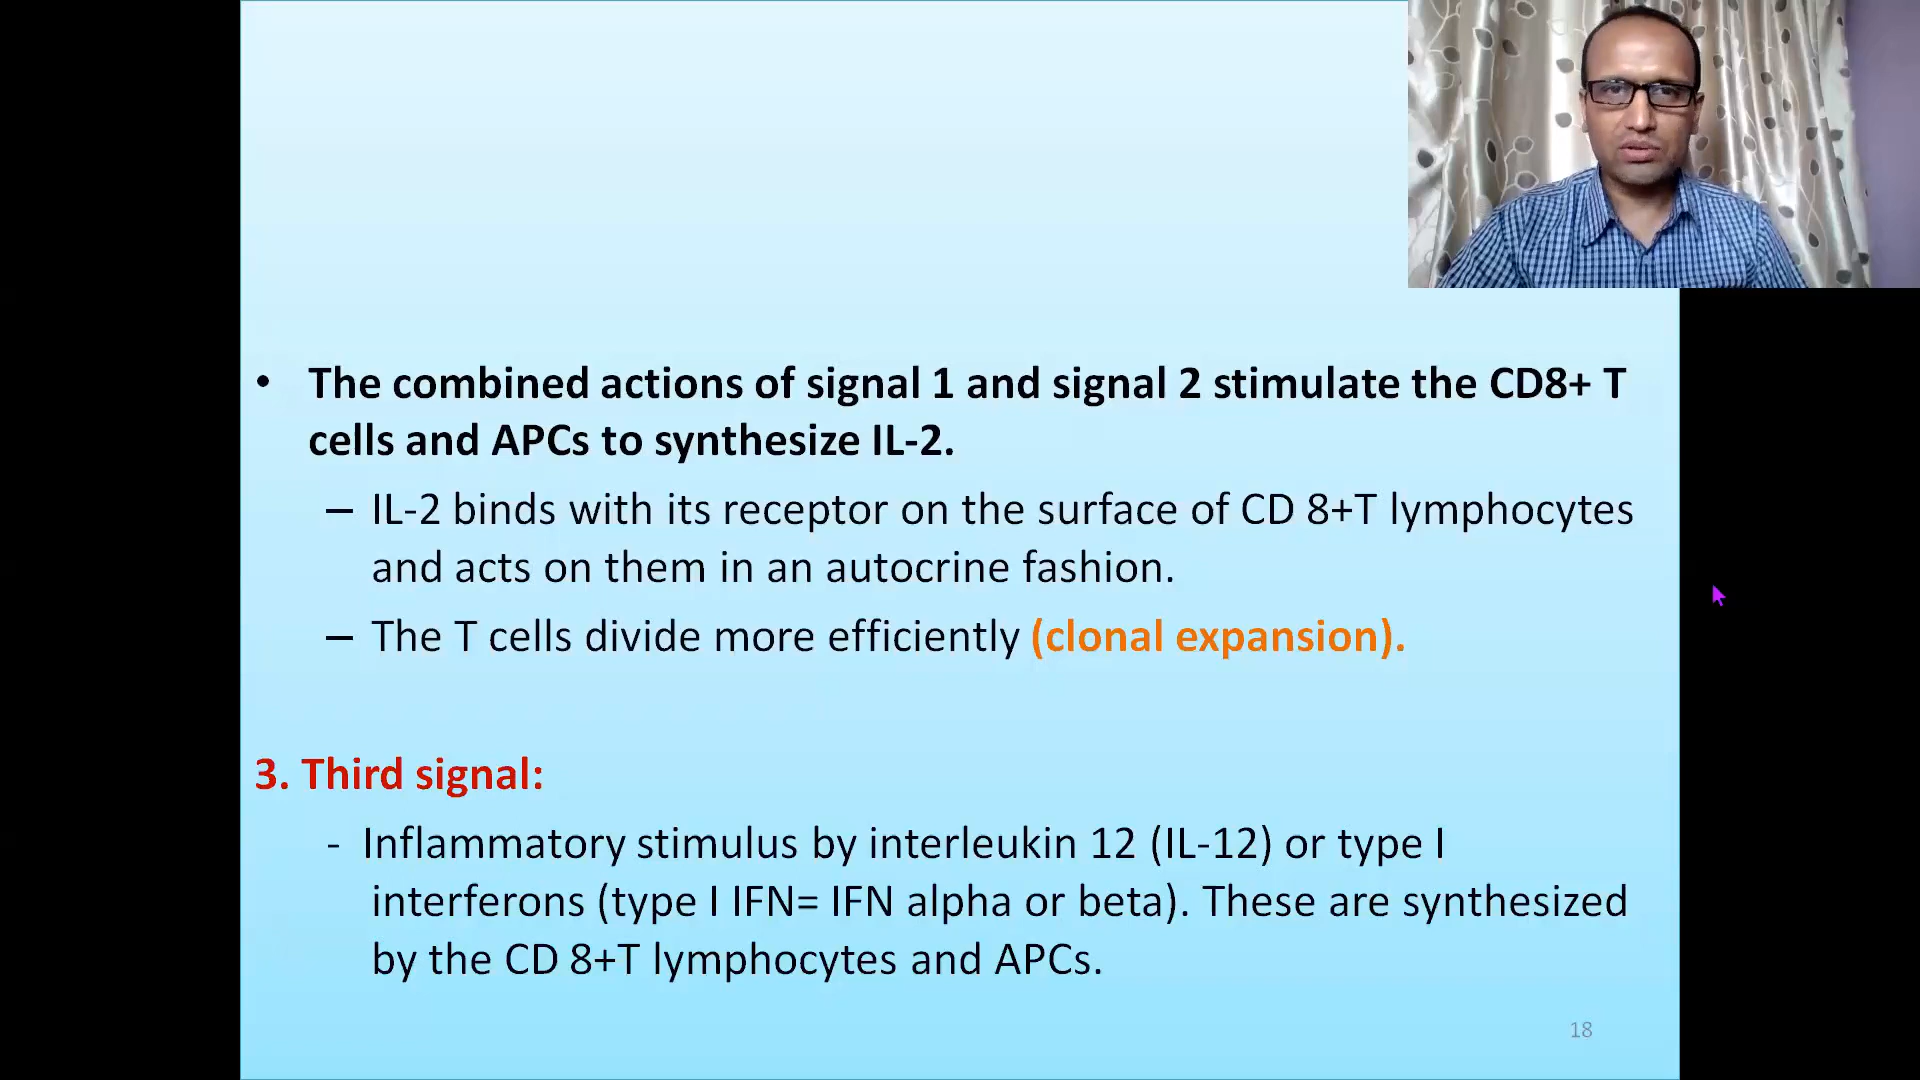 • The combined actions of signal 1 and signal 2 stimulate the CD8+ T
cells and APCs to synthesize IL-2.
– IL-2 binds with its receptor on the surface of CD 8+T lymphocytes
and acts on them in an autocrine fashion.
– The T cells divide more efficiently (clonal expansion).
3. Third signal:
- Inflammatory stimulus by interleukin 12 (IL-12) or type I
interferons (type I IFN= IFN alpha or beta). These are synthesized
by the CD 8+T lymphocytes and APCs.
18